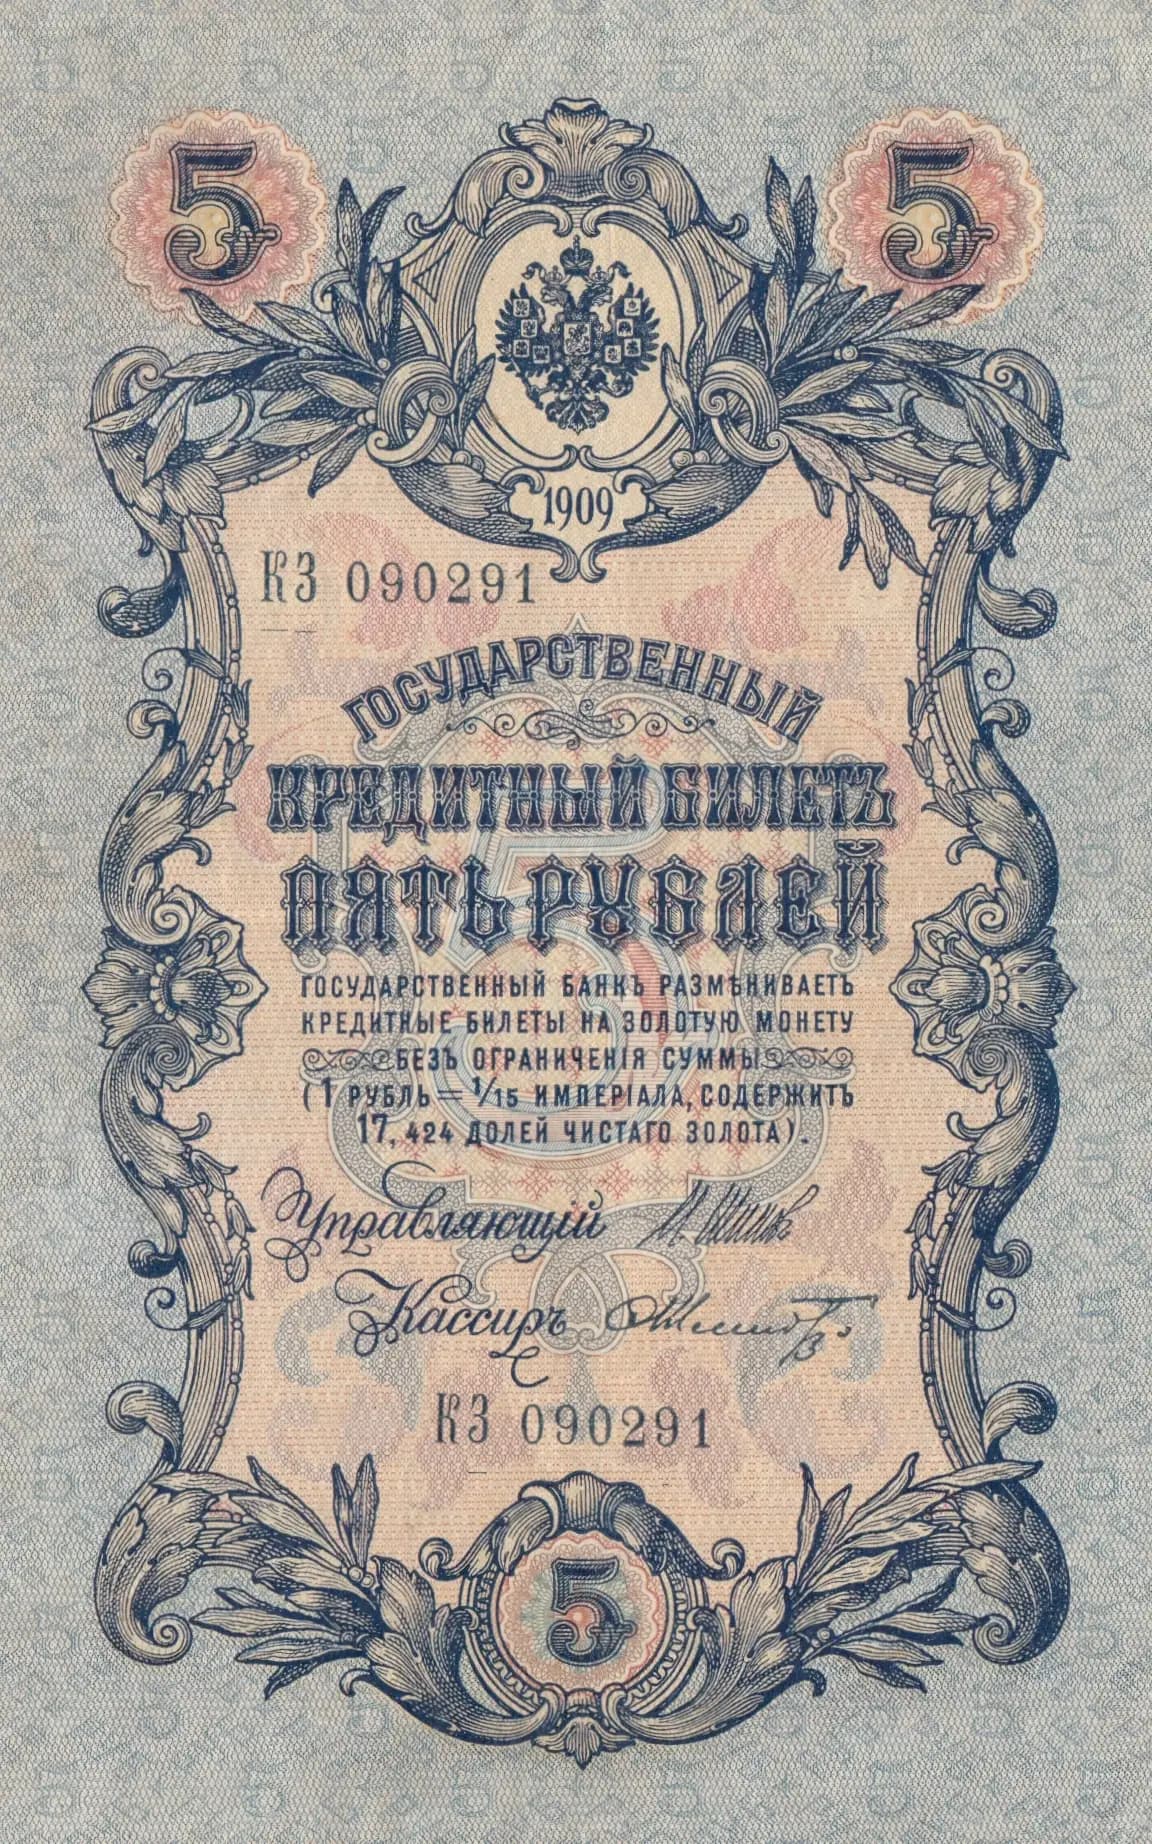 5 5
1909
КЗ 090291
ГОСУДАРСТВЕННЫЙ
КРЕДИТНЫЙ БИЛЕТЪ
ПЯТЬ РУБЛЕЙ
ГОСУДАРСТВЕННЫЙ БАНКЪ РАЗМѢНИВАЕТЪ
КРЕДИТНЫЕ БИЛЕТЫ НА ЗОЛОТУЮ МОНЕТУ
БЕЗЪ ОГРАНИЧЕНІЯ СУММЫ
(1 РУБЛЬ = 1/15 ИМПЕРІАЛА, СОДЕРЖИТЪ
17,424 ДОЛЕЙ ЧИСТАГО ЗОЛОТА).
Управляющій
Кассиръ
КЗ 090291
5